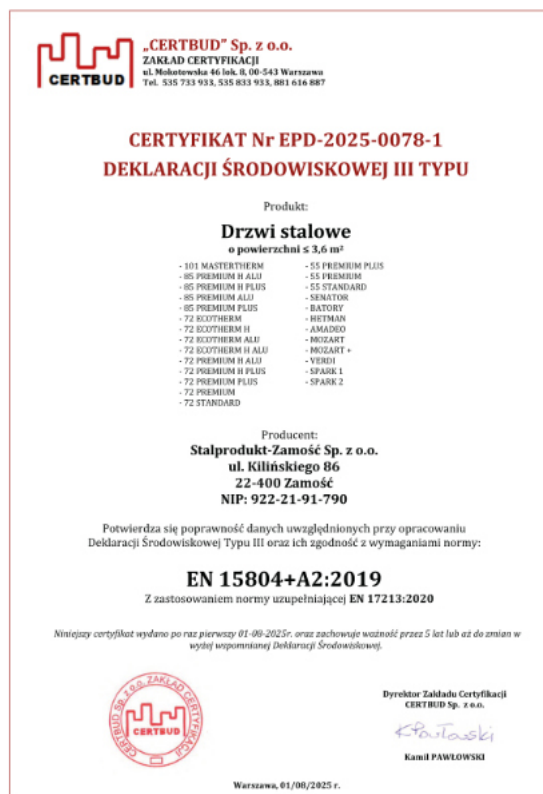 CERTBUD
„CERTBUD” Sp. z o.o.
ZAKŁAD CERTYFIKACJI
ul. Mokotowska 46 lok. 8, 00-543 Warszawa
Tel. 535 733 933, 535 833 933, 881 616 887
CERTYFIKAT Nr EPD-2025-0078-1
DEKLARACJI ŚRODOWISKOWEJ III TYPU
Produkt:
Drzwi stalowe
o powierzchni ≤ 3,6 m²
- 101 MASTERTHERM
- 85 PREMIUM H ALU
- 85 PREMIUM H PLUS
- 85 PREMIUM ALU
- 85 PREMIUM PLUS
- 72 ECOTHERM
- 72 ECOTHERM H
- 72 ECOTHERM ALU
- 72 ECOTHERM H ALU
- 72 PREMIUM H ALU
- 72 PREMIUM H PLUS
- 72 PREMIUM PLUS
- 72 PREMIUM
- 72 STANDARD
- 55 PREMIUM PLUS
- 55 PREMIUM
- 55 STANDARD
- SENATOR
- BATORY
- HETMAN
- AMADEO
- MOZART
- MOZART +
- VERDI
- SPARK 1
- SPARK 2
Producent:
Stalprodukt-Zamość Sp. z o.o.
ul. Kilińskiego 86
22-400 Zamość
NIP: 922-21-91-790
Potwierdza się poprawność danych uwzględnionych przy opracowaniu
Deklaracji Środowiskowej Typu III oraz ich zgodność z wymaganiami normy:
EN 15804+A2:2019
Z zastosowaniem normy uzupełniającej EN 17213:2020
Niniejszy certyfikat wydano po raz pierwszy 01-08-2025r. oraz zachowuje ważność przez 5 lat lub aż do zmian w
wyżej wspomnianej Deklaracji Środowiskowej.
CERTBUD Sp. z o.o. ZAKŁAD CERTYFIKACJI
CERTBUD
Dyrektor Zakładu Certyfikacji
CERTBUD Sp. z o.o.
KPawłowski
Kamil PAWŁOWSKI
Warszawa, 01/08/2025 r.